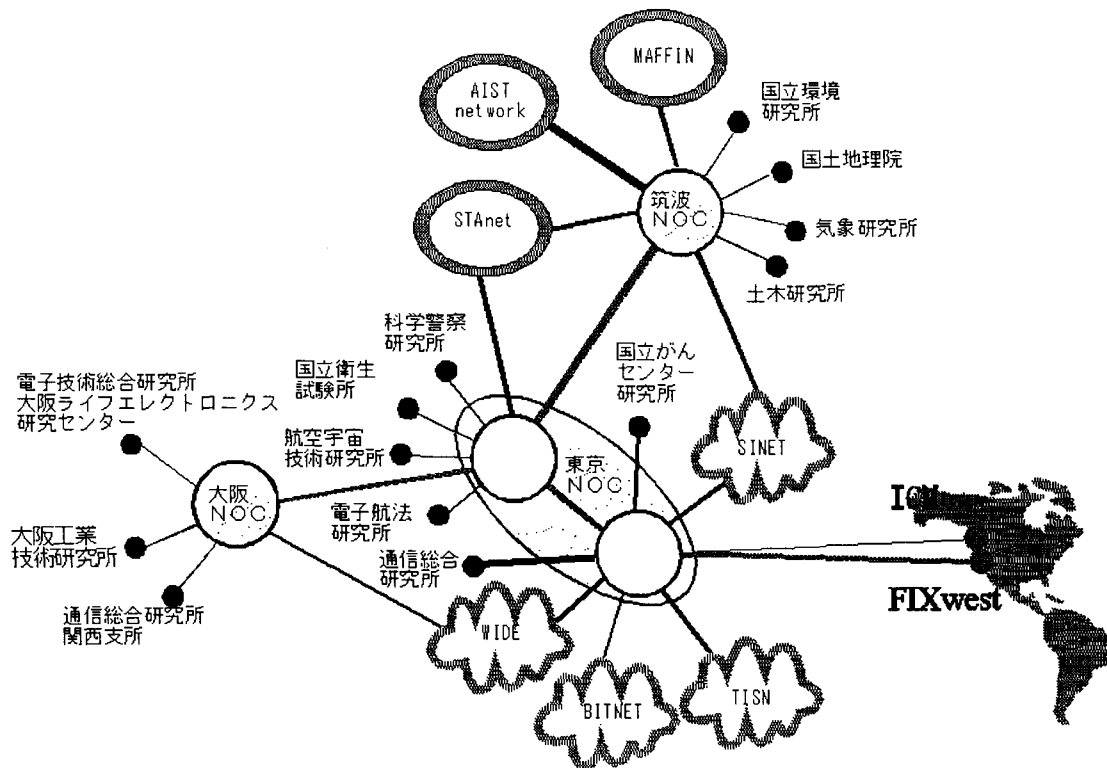 MAFFIN
AIST
network
国立環境
研究所
国土地理院
筑波
NOC
STAnet
気象研究所
土木研究所
科学警察
研究所
国立がん
センター
研究所
国立衛生
試験所
電子技術総合研究所
大阪ライフエレクトロニクス
研究センター
航空宇宙
技術研究所
東京
NOC
SINET
大阪
NOC
電子航法
研究所
大阪工業
技術研究所
通信総合
研究所
FIXwest
通信総合研究所
関西支所
WIDE
BITNET
TISN